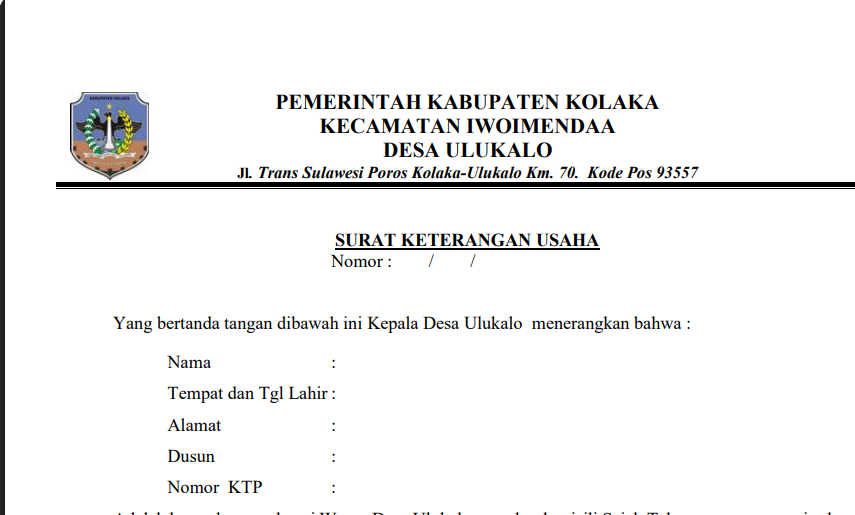 KABUPATEN KOLAKA
PEMERINTAH KABUPATEN KOLAKA
KECAMATAN IWOIMENDAA
DESA ULUKALO
Jl. Trans Sulawesi Poros Kolaka-Ulukalo Km. 70. Kode Pos 93557
SURAT KETERANGAN USAHA
Nomor : / /
Yang bertanda tangan dibawah ini Kepala Desa Ulukalo menerangkan bahwa :
Nama :
Tempat dan Tgl Lahir :
Alamat :
Dusun :
Nomor KTP :